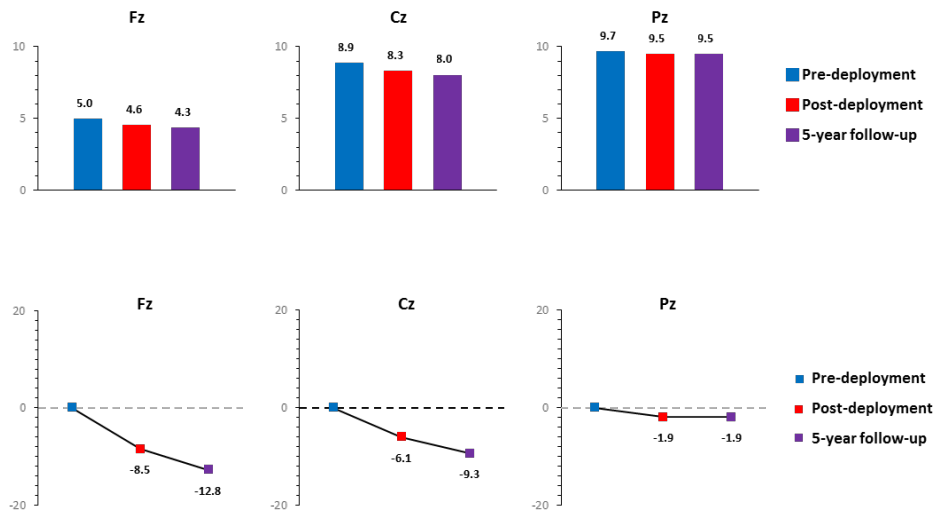 Fz
Cz
Pz
10
5
0
5.0
4.6
4.3
10
5
0
8.9
8.3
8.0
10
5
0
9.7
9.5
9.5
Pre-deployment
Post-deployment
5-year follow-up
Fz
Cz
Pz
20
0
-20
-8.5
-12.8
20
0
-20
-6.1
-9.3
20
0
-20
-1.9
-1.9
Pre-deployment
Post-deployment
5-year follow-up